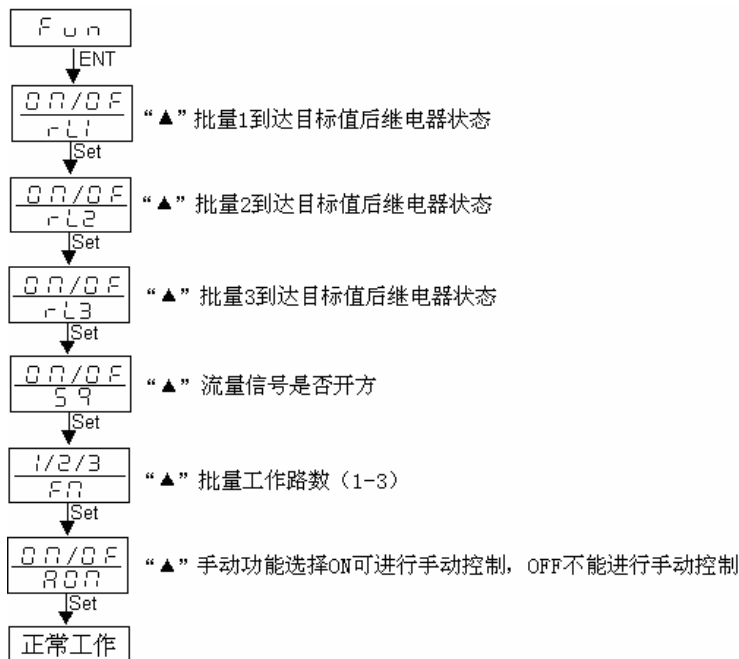 Fun
ENT
ON/OF
rL1
“▲”批量1到达目标值后继电器状态
Set
ON/OF
rL2
“▲”批量2到达目标值后继电器状态
Set
ON/OF
rL3
“▲”批量3到达目标值后继电器状态
Set
ON/OF
S9
“▲”流量信号是否开方
Set
1/2/3
FM
“▲”批量工作路数（1-3）
Set
ON/OF
AOM
“▲”手动功能选择ON可进行手动控制，OFF不能进行手动控制
Set
正常工作